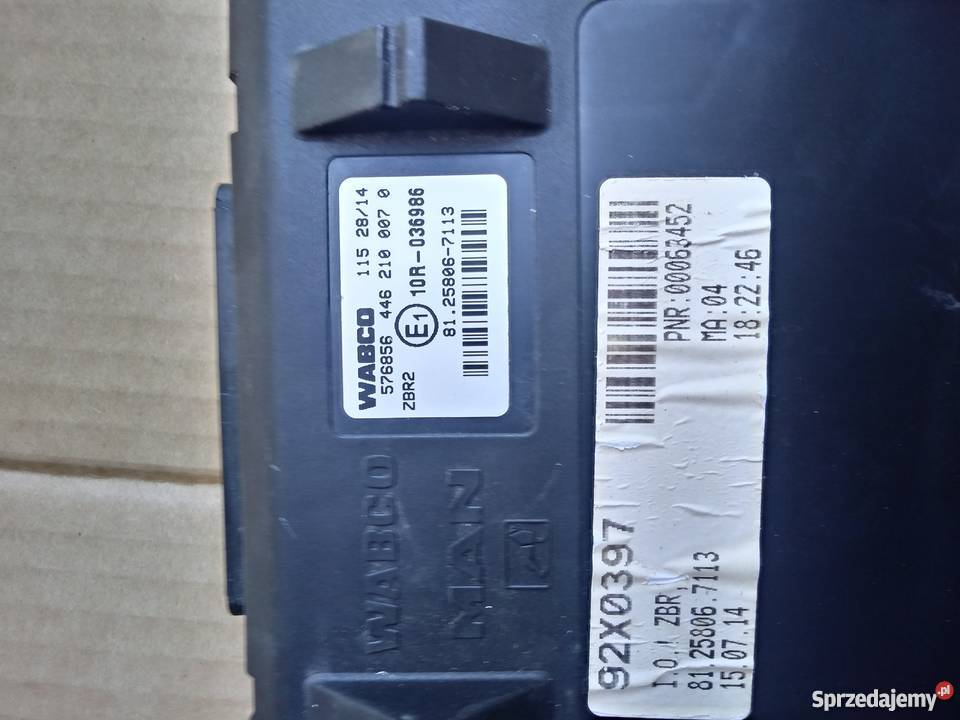 WABCO 115 28/14
576856 446 210 007 0
ZBR2 E1 10R-036986
81.25806-7113
WABCO
MAN
92X0397
I.O., ZBR,
81.25806.7113
15.07.14
PNR:00063452
MA:04
18:22:46
Sprzedajemy.pl